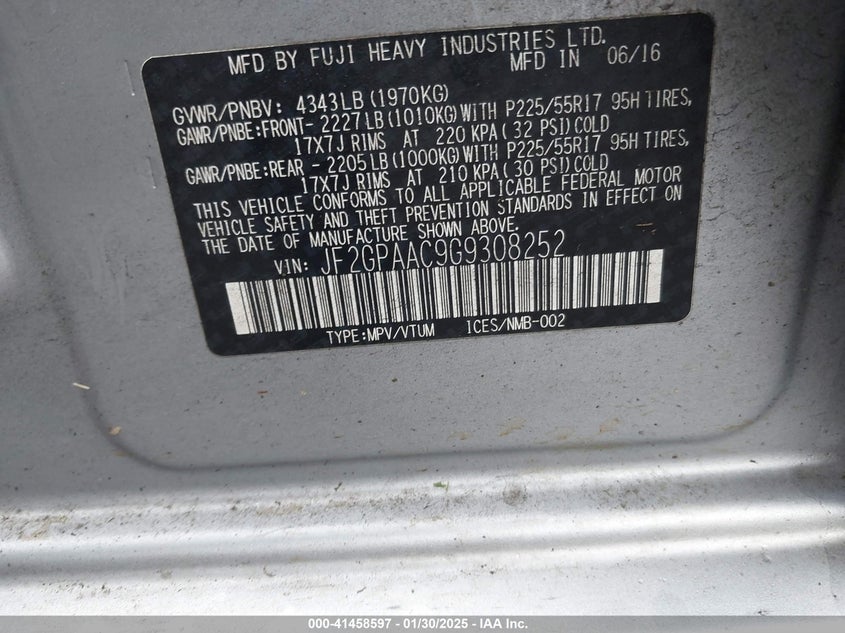 MFD BY FUJI HEAVY INDUSTRIES LTD.
MFD IN 06/16
GVWR/PNBV: 4343LB(1970KG)
GAWR/PNBE:FRONT- 2227LB(1010KG)WITH P225/55R17 95H TIRES,
17X7J RIMS AT 220 KPA(32 PSI)COLD
GAWR/PNBE:REAR - 2205LB(1000KG)WITH P225/55R17 95H TIRES,
17X7J RIMS AT 210 KPA(30 PSI)COLD
THIS VEHICLE CONFORMS TO ALL APPLICABLE FEDERAL MOTOR
VEHICLE SAFETY AND THEFT PREVENTION STANDARDS IN EFFECT ON
THE DATE OF MANUFACTURE SHOWN ABOVE.
VIN: JF2GPAAC9G9308252
TYPE:MPV/VTUM ICES/NMB-002
000-41458597 - 01/30/2025 - IAA Inc.